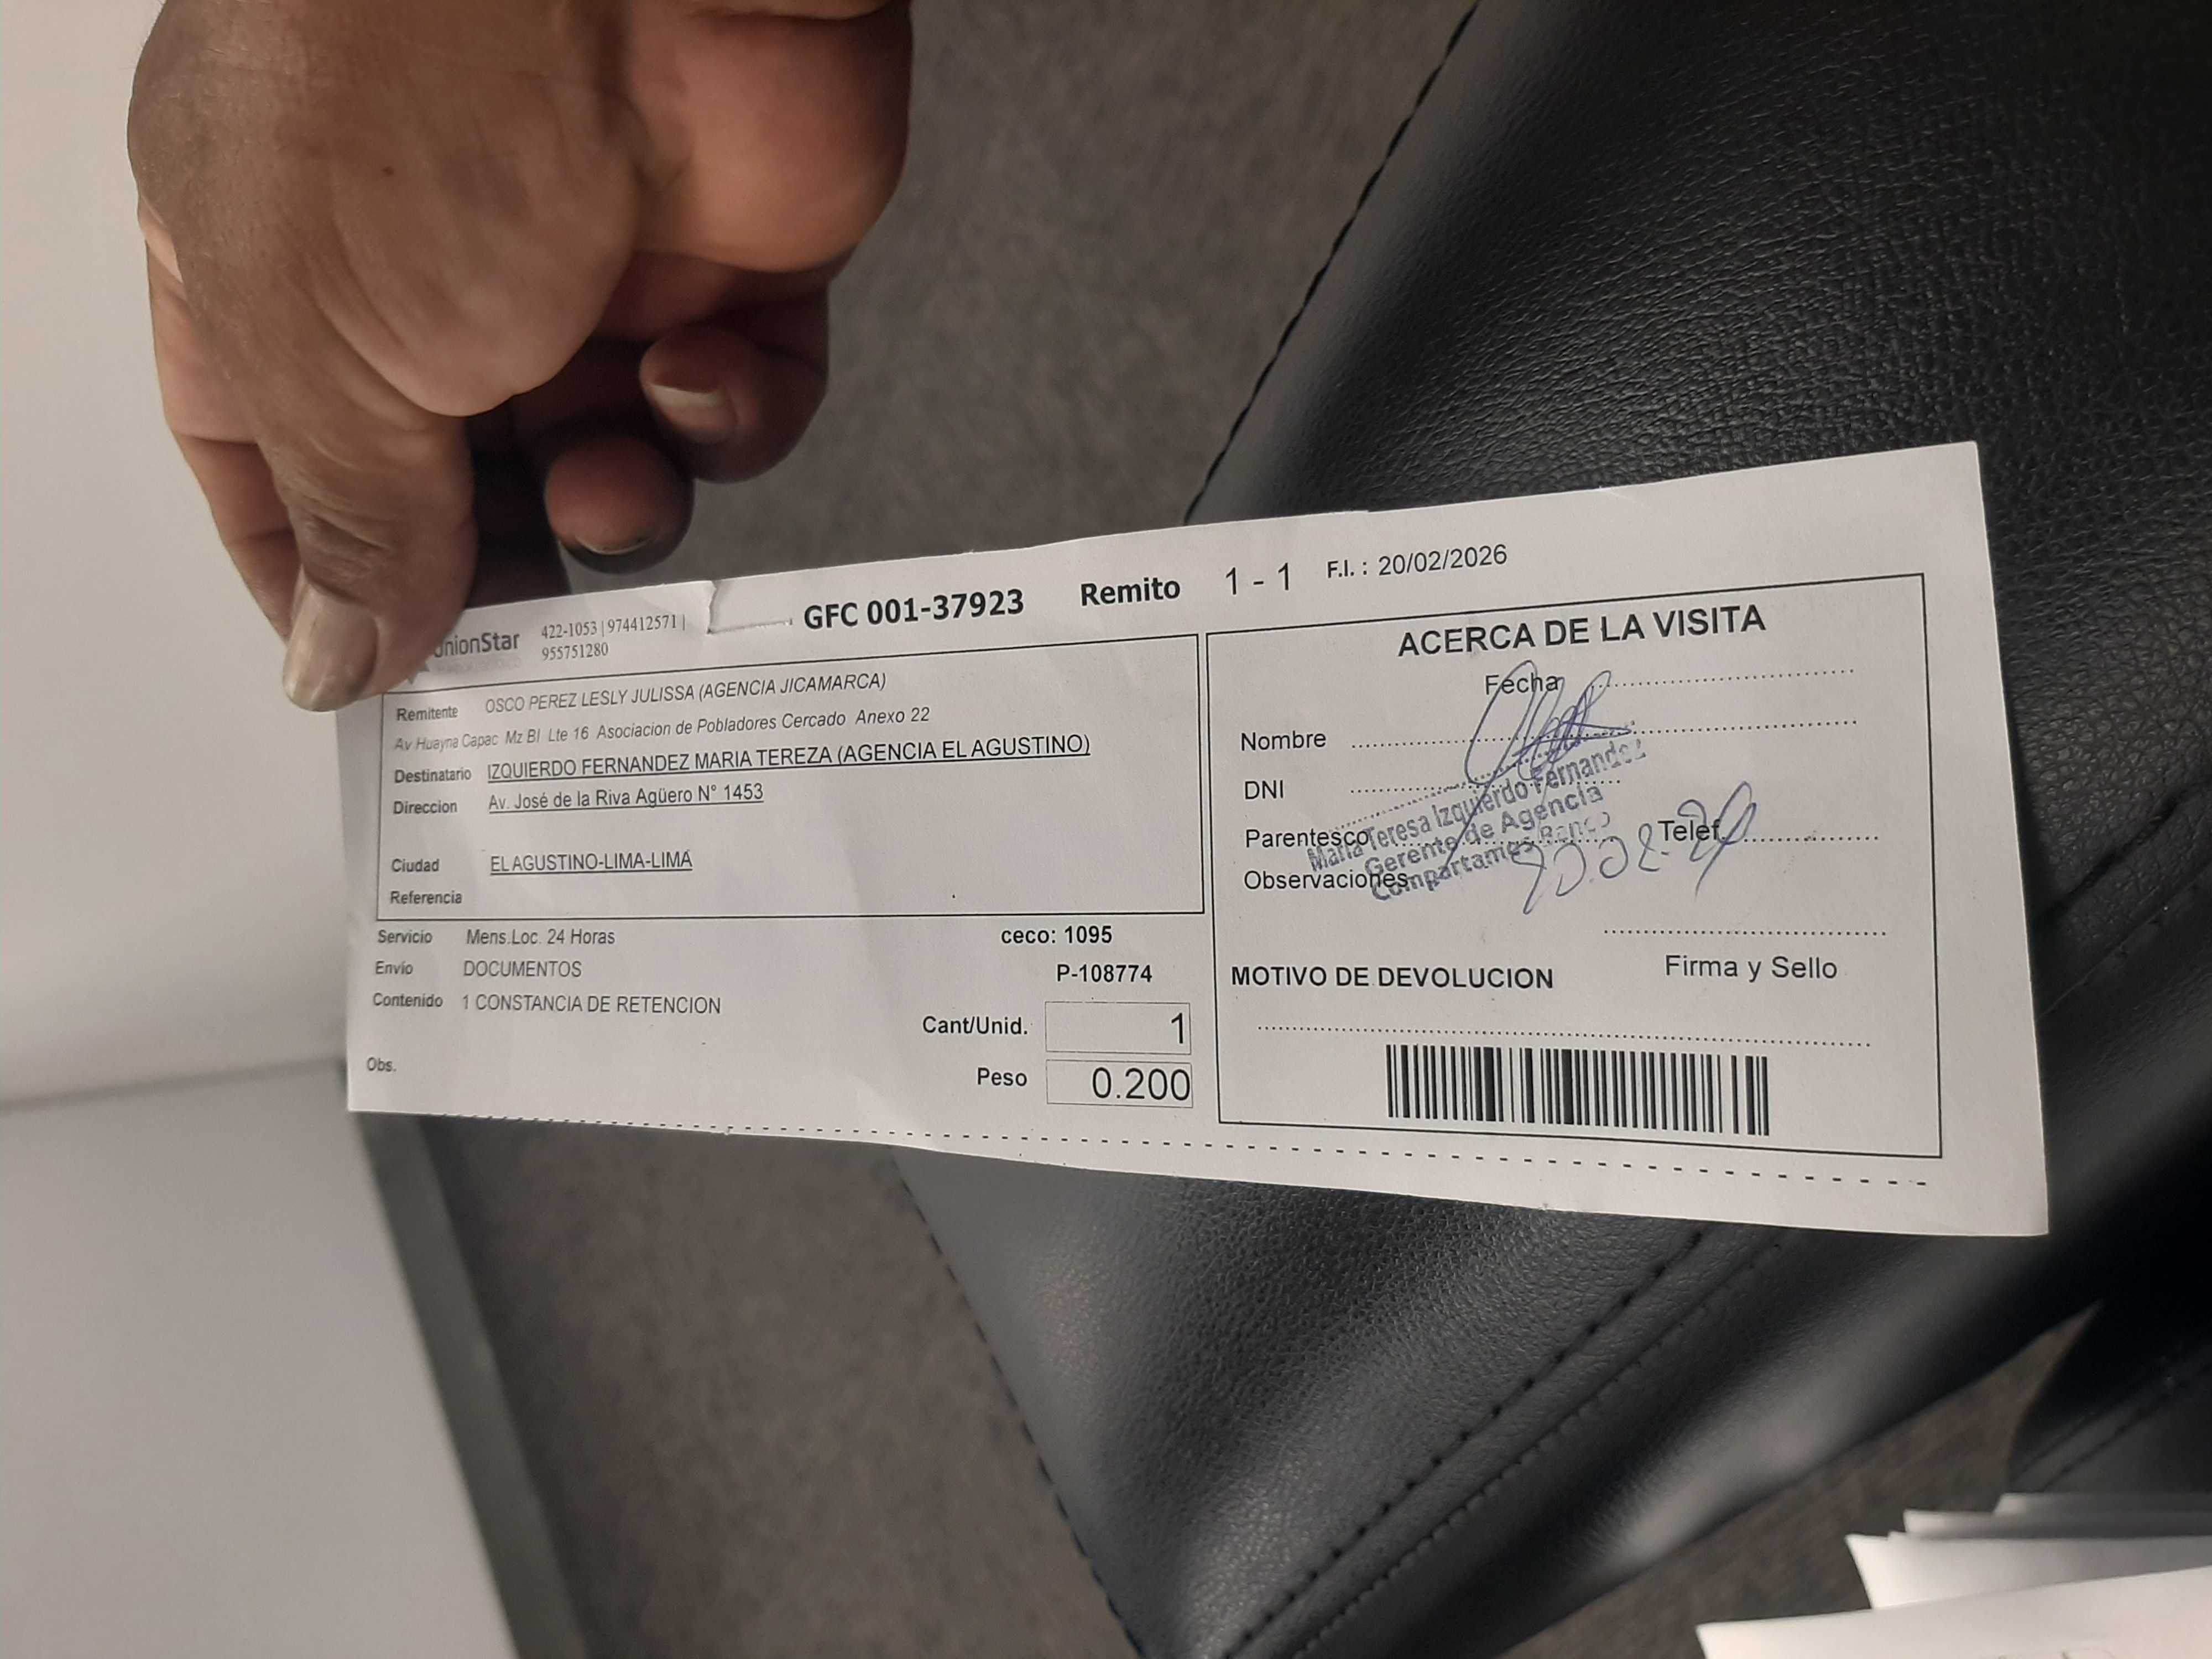 unionStar 422-1053 | 974412571 |
955751280
GFC 001-37923 Remito 1 - 1 F.I. : 20/02/2026
Remitente OSCO PEREZ LESLY JULISSA (AGENCIA JICAMARCA)
Av Huayna Capac Mz Bl Lte 16 Asociacion de Pobladores Cercado Anexo 22
Destinatario IZQUIERDO FERNANDEZ MARIA TEREZA (AGENCIA EL AGUSTINO)
Direccion Av. José de la Riva Agüero N° 1453
Ciudad EL AGUSTINO-LIMA-LIMA
Referencia
Servicio Mens.Loc. 24 Horas ceco: 1095
Envío DOCUMENTOS P-108774
Contenido 1 CONSTANCIA DE RETENCION
Cant/Unid. 1
Obs.
Peso 0.200
ACERCA DE LA VISITA
Fecha
Nombre
DNI
Parentesco Telef.
Observaciones
Maria Teresa Izquierdo Fernandez
Gerente de Agencia
Compartamos Banco
Firma y Sello
MOTIVO DE DEVOLUCION